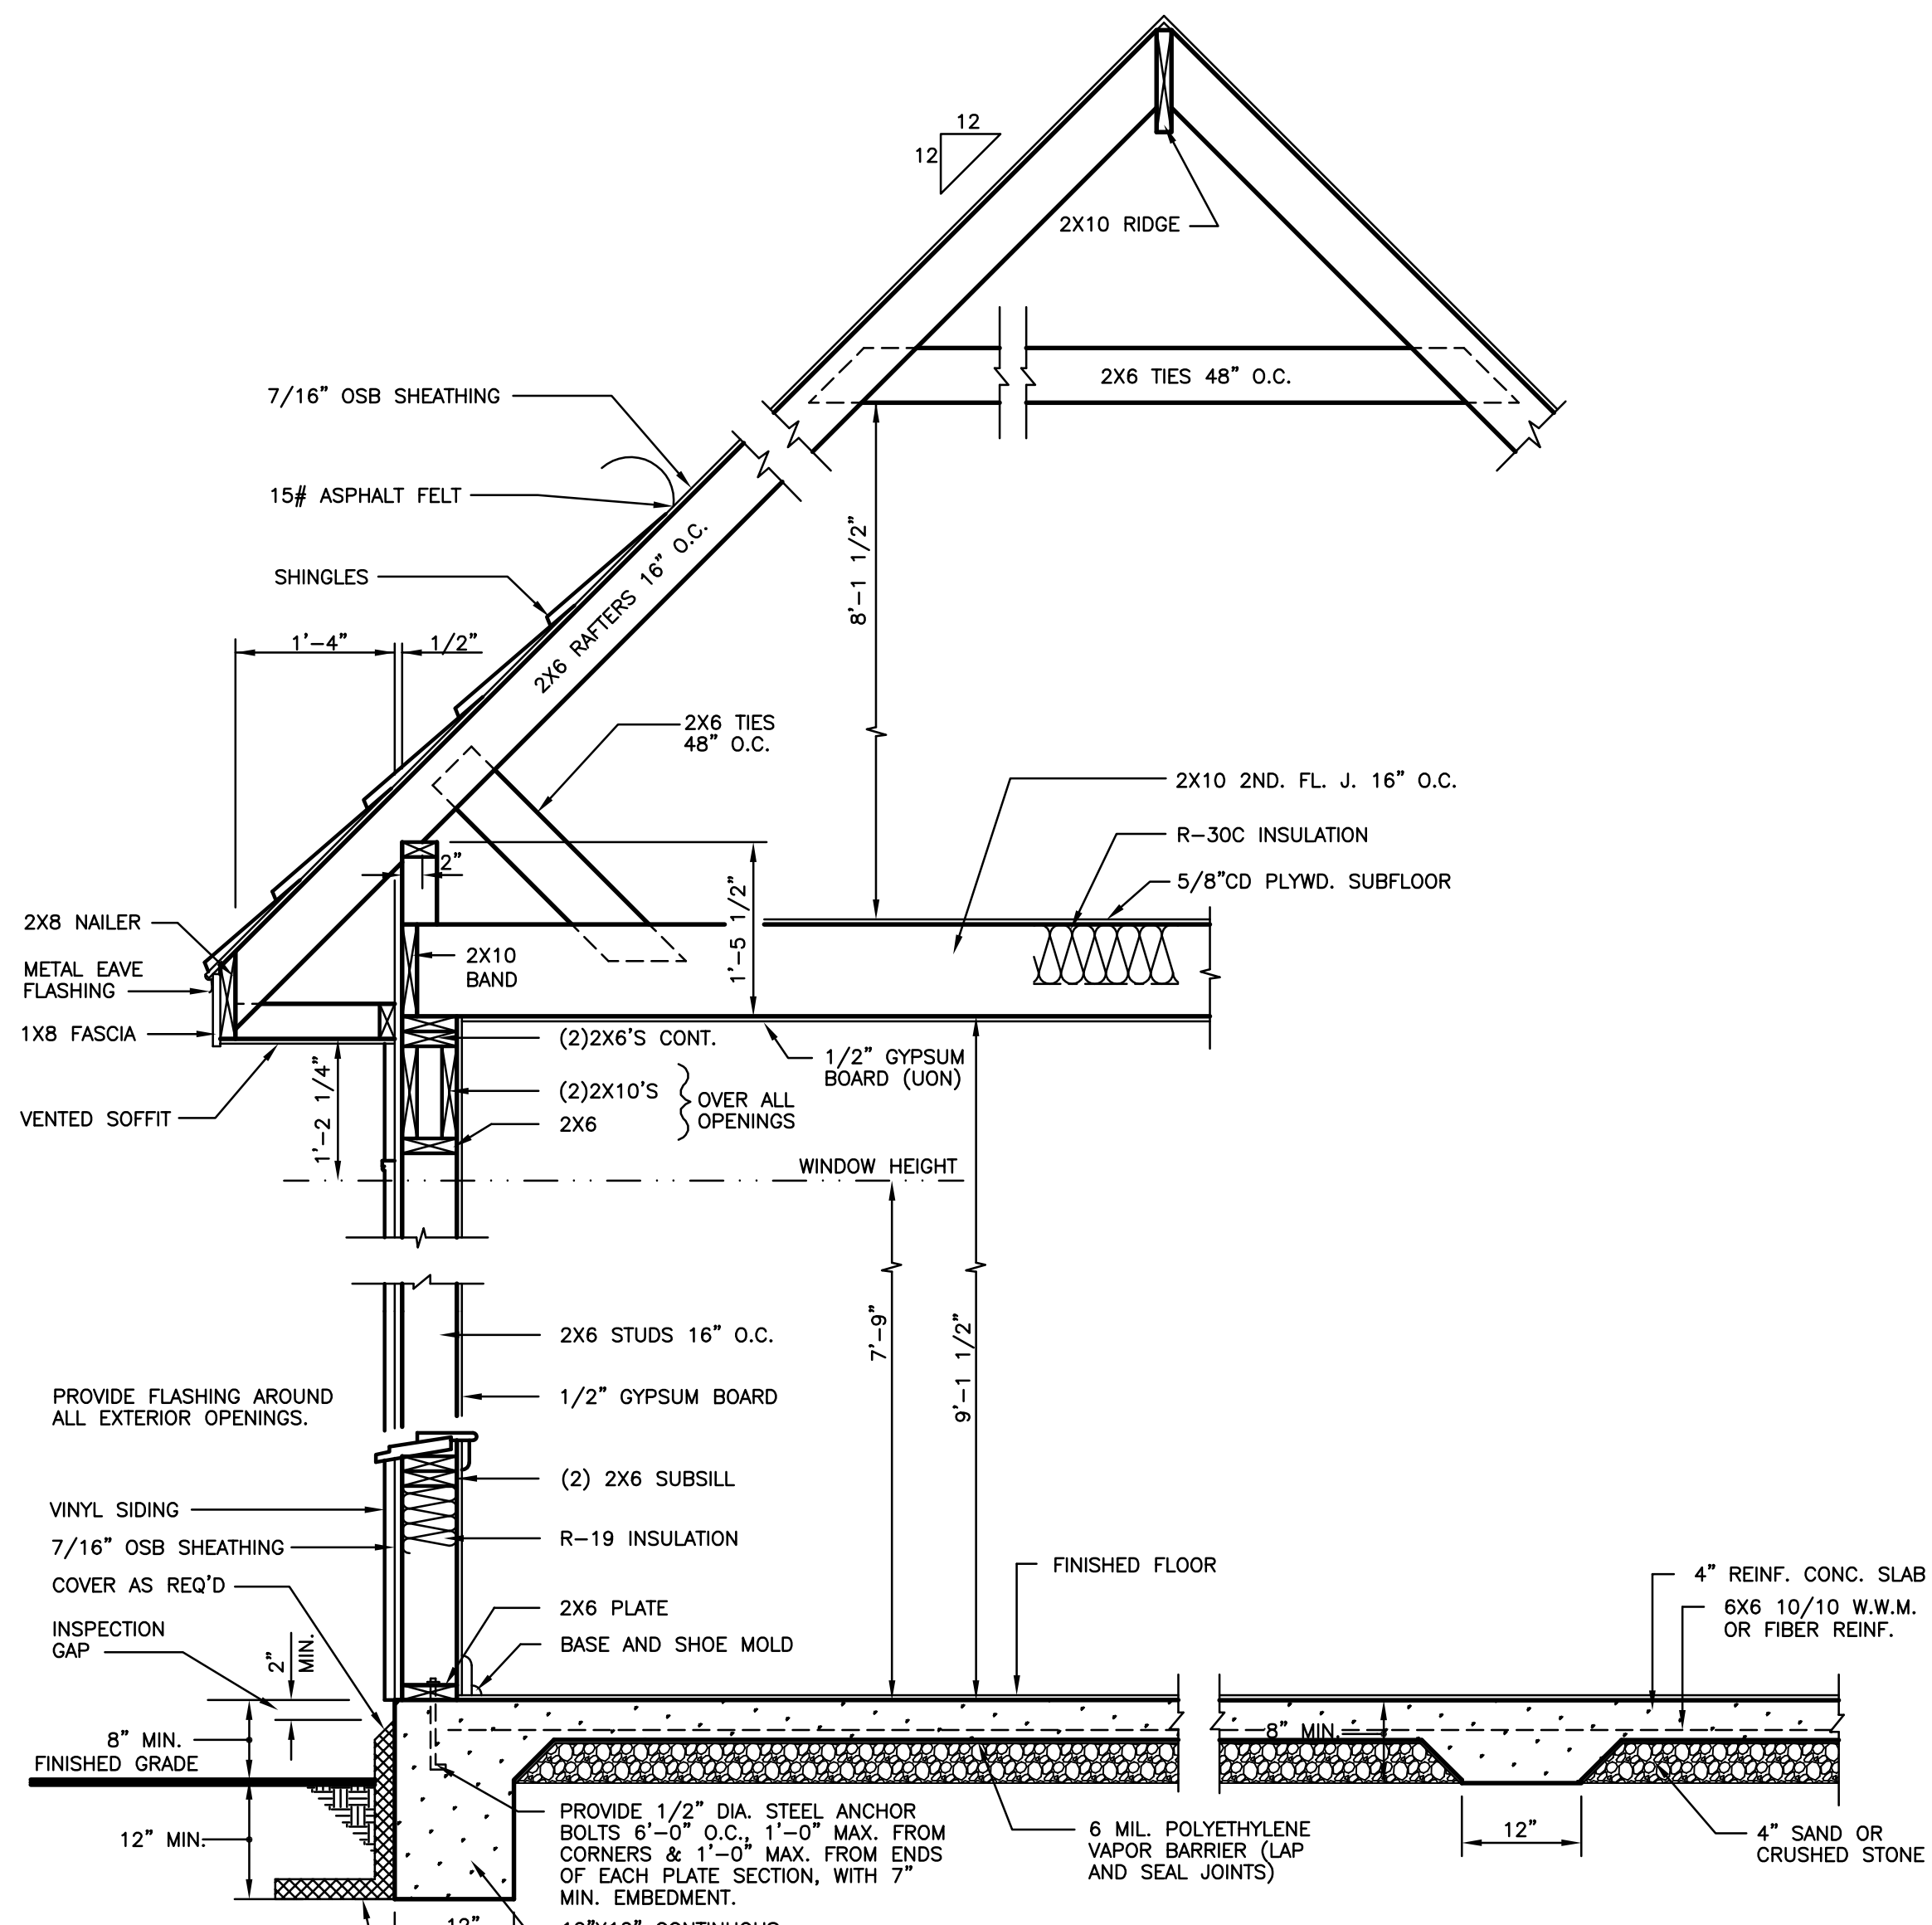 12
12
2X10 RIDGE
2X6 TIES 48" O.C.
7/16" OSB SHEATHING
15# ASPHALT FELT
SHINGLES
2X6 RAFTERS 16" O.C.
8'-1 1/2"
1'-4"
1/2"
2X6 TIES
48" O.C.
2X10 2ND. FL. J. 16" O.C.
R-30C INSULATION
5/8"CD PLYWD. SUBFLOOR
2"
1'-5 1/2"
2X8 NAILER
METAL EAVE
FLASHING
1X8 FASCIA
VENTED SOFFIT
2X10
BAND
(2)2X6'S CONT.
1/2" GYPSUM
BOARD (UON)
(2)2X10'S
2X6
OVER ALL
OPENINGS
1'-2 1/4"
WINDOW HEIGHT
7'-9"
9'-1 1/2"
2X6 STUDS 16" O.C.
1/2" GYPSUM BOARD
PROVIDE FLASHING AROUND
ALL EXTERIOR OPENINGS.
(2) 2X6 SUBSILL
VINYL SIDING
7/16" OSB SHEATHING
R-19 INSULATION
COVER AS REQ'D
INSPECTION
GAP
2"
MIN.
2X6 PLATE
BASE AND SHOE MOLD
FINISHED FLOOR
4" REINF. CONC. SLAB
6X6 10/10 W.W.M.
OR FIBER REINF.
8" MIN.
FINISHED GRADE
8" MIN.
12" MIN.
PROVIDE 1/2" DIA. STEEL ANCHOR
BOLTS 6'-0" O.C., 1'-0" MAX. FROM
CORNERS & 1'-0" MAX. FROM ENDS
OF EACH PLATE SECTION, WITH 7"
MIN. EMBEDMENT.
6 MIL. POLYETHYLENE
VAPOR BARRIER (LAP
AND SEAL JOINTS)
12"
4" SAND OR
CRUSHED STONE
12"
CONTINUOUS